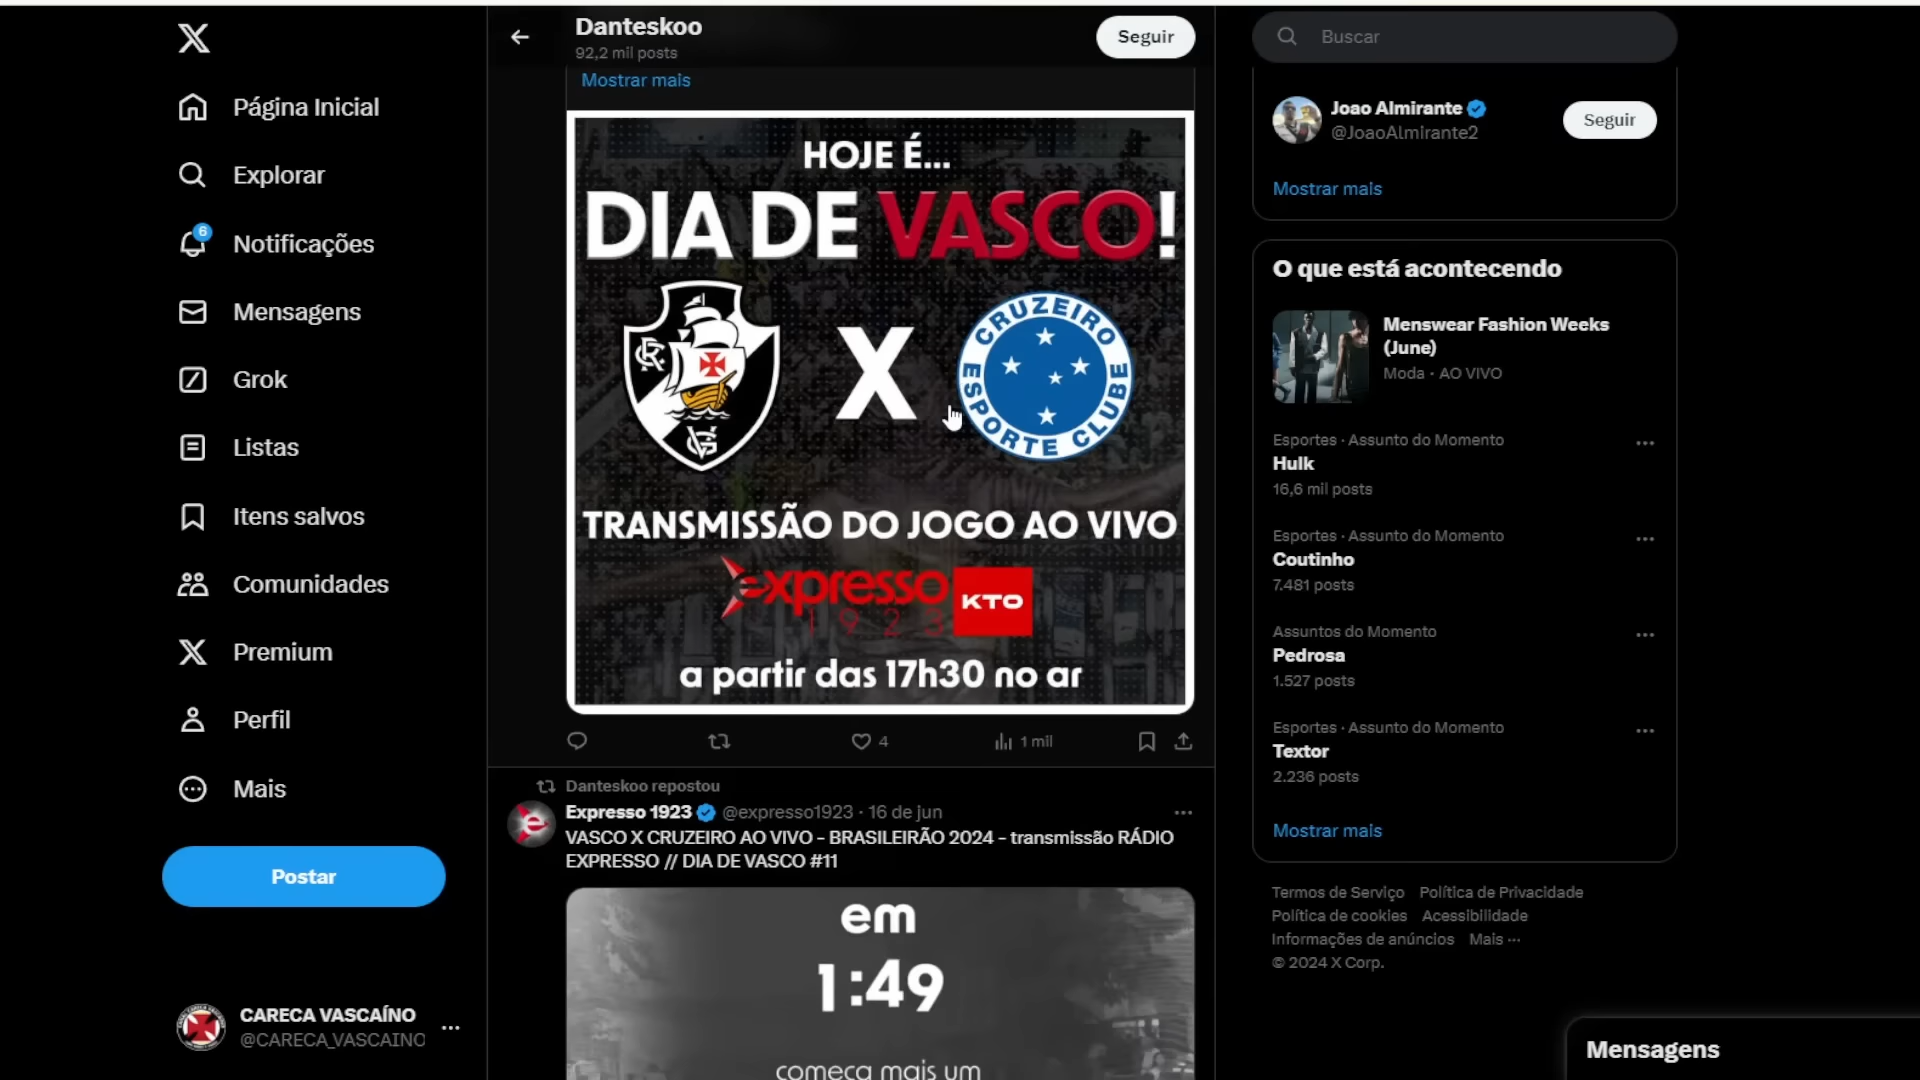 Página Inicial
Explorar
6
Notificações
Mensagens
Grok
Listas
Itens salvos
Comunidades
Premium
Perfil
Mais
Postar
CARECA VASCAÍNO
@CARECA_VASCAINO
Danteskoo
92,2 mil posts
Seguir
Mostrar mais
HOJE É...
DIA DE VASCO!
X
CRUZEIRO
ESPORTE CLUBE
TRANSMISSÃO DO JOGO AO VIVO
expresso
1923
KTO
a partir das 17h30 no ar
4
1 mil
Danteskoo repostou
Expresso 1923 @expresso1923 · 16 de jun
VASCO X CRUZEIRO AO VIVO - BRASILEIRÃO 2024 - transmissão RÁDIO
EXPRESSO // DIA DE VASCO #11
em
1:49
começa mais um
Buscar
Joao Almirante
@JoaoAlmirante2
Seguir
Mostrar mais
O que está acontecendo
Menswear Fashion Weeks
(June)
Moda · AO VIVO
Esportes · Assunto do Momento
Hulk
16,6 mil posts
Esportes · Assunto do Momento
Coutinho
7.481 posts
Assuntos do Momento
Pedrosa
1.527 posts
Esportes · Assunto do Momento
Textor
2.236 posts
Mostrar mais
Termos de Serviço Política de Privacidade
Política de cookies Acessibilidade
Informações de anúncios Mais ···
© 2024 X Corp.
Mensagens